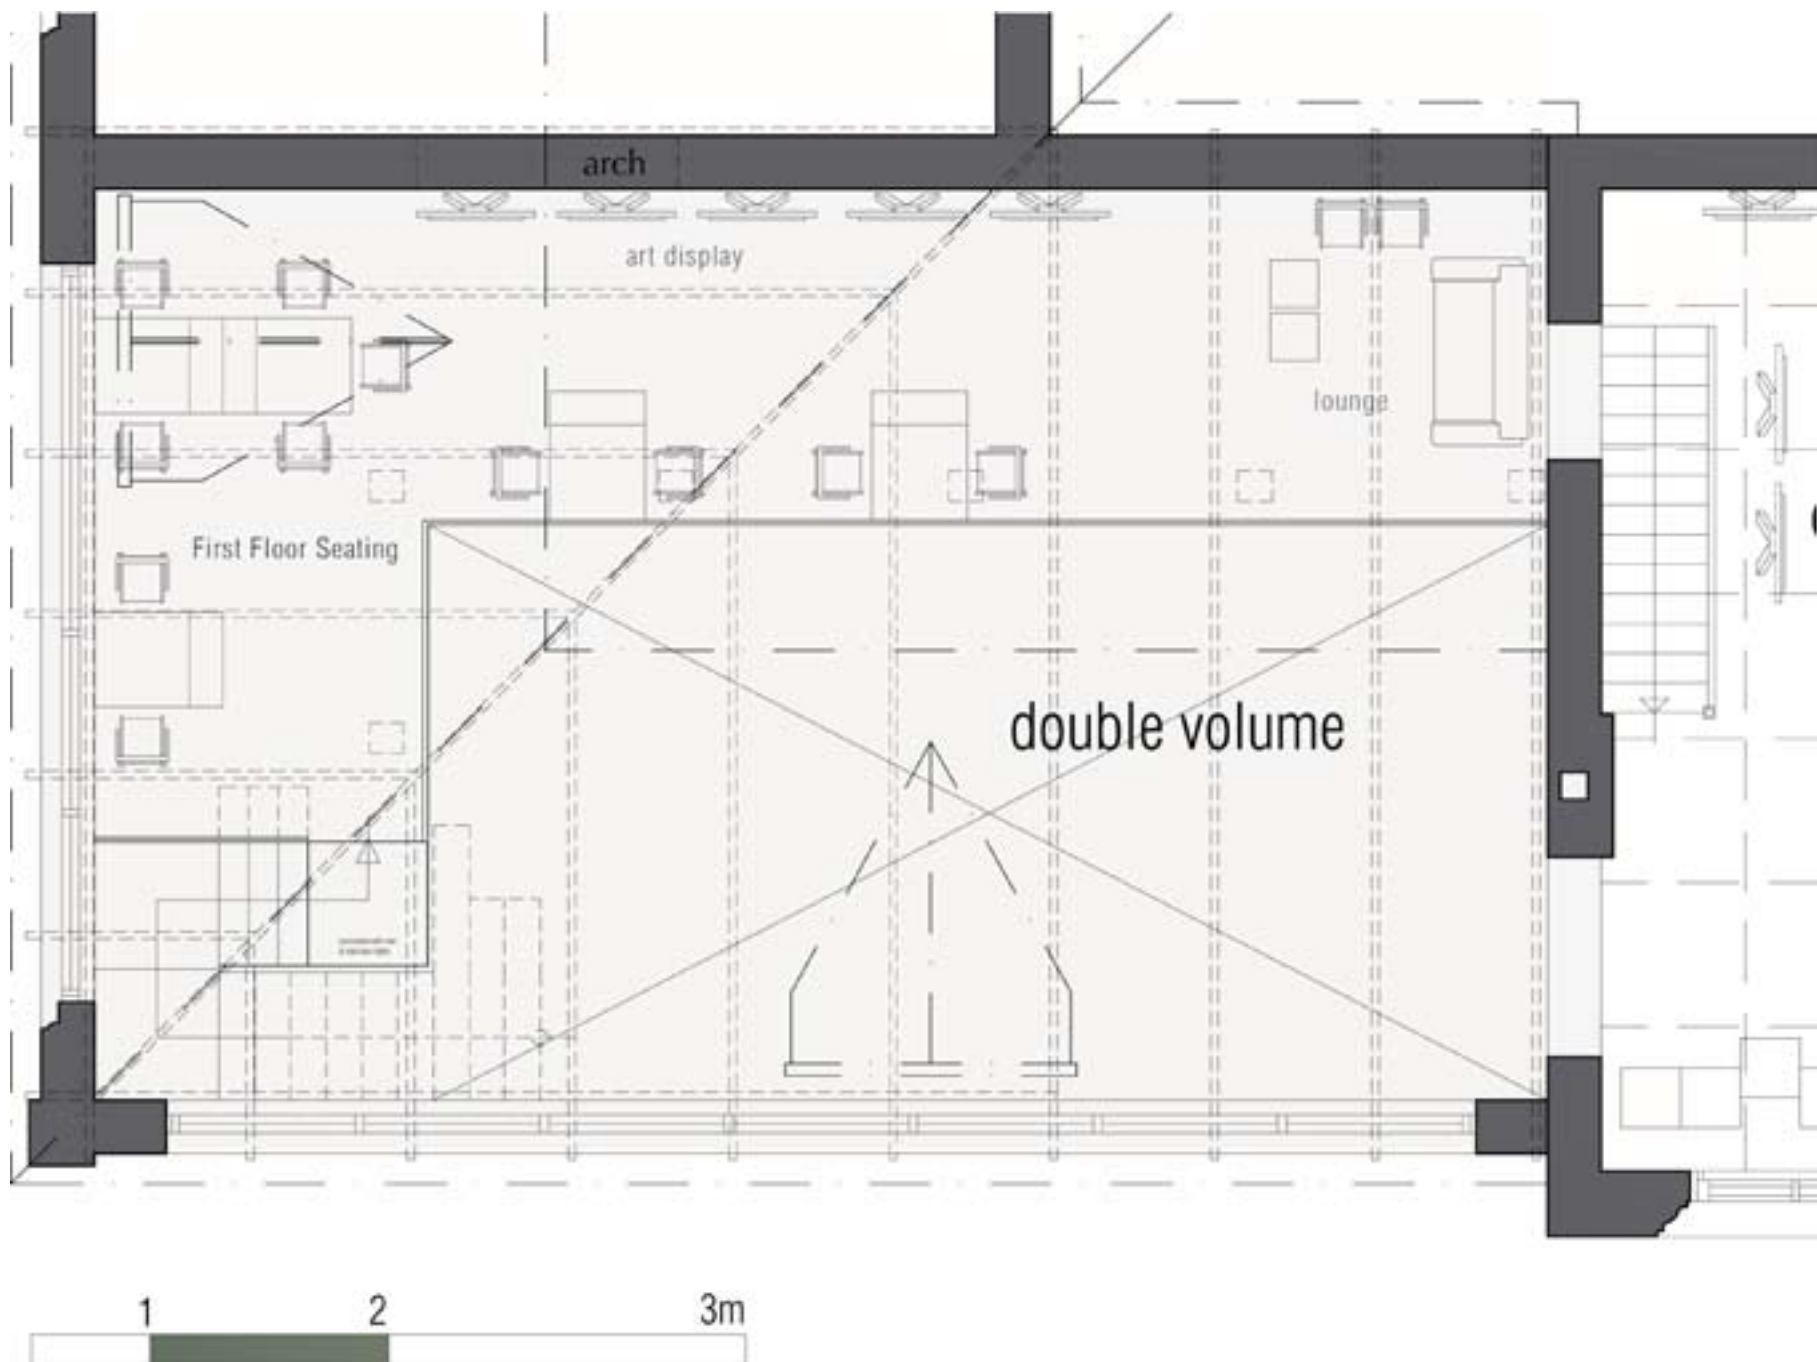 arch
art display
lounge
First Floor Seating
double volume
1 2 3m